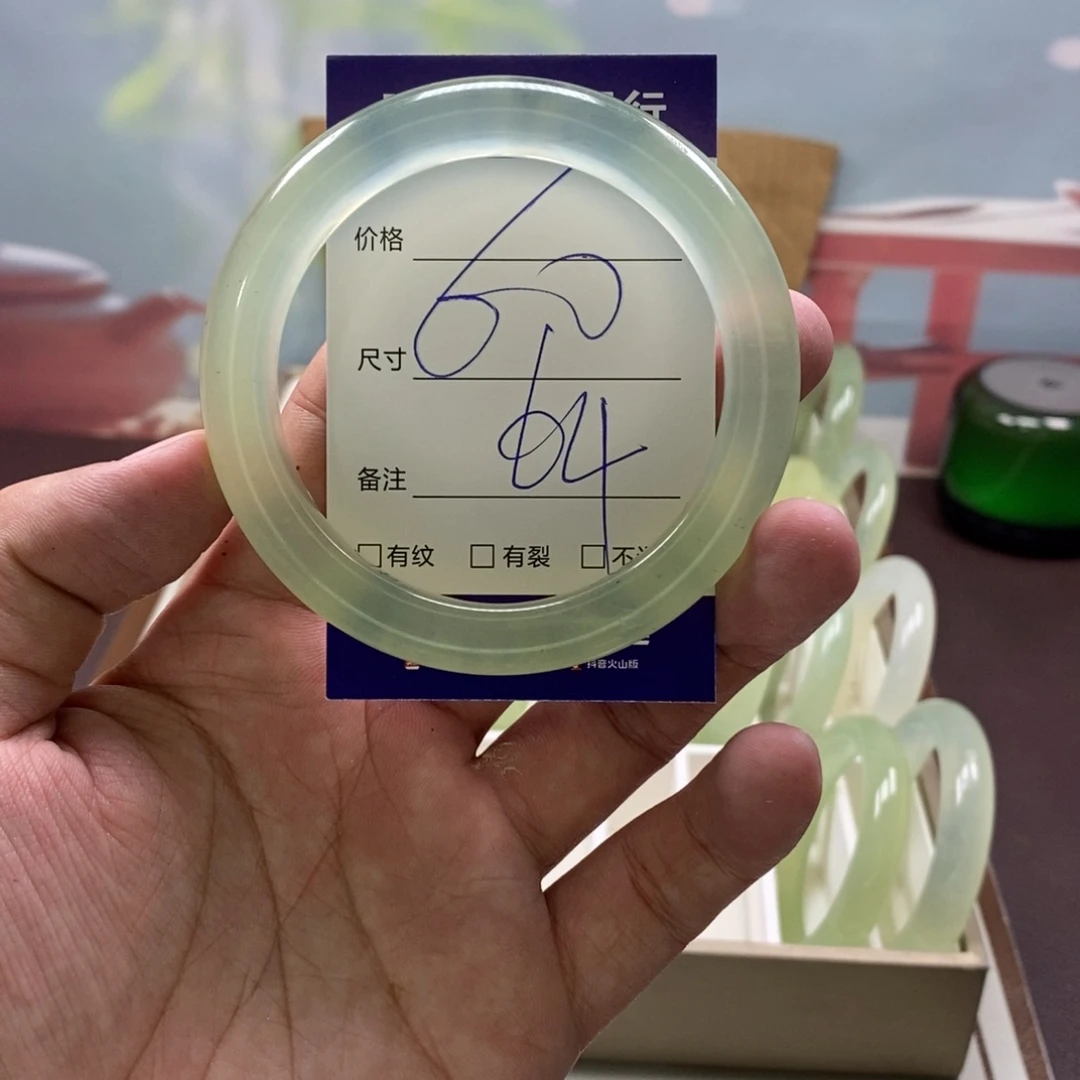 行
价格
尺寸 60
64
备注
□有纹 □有裂 □不
抖音火山版